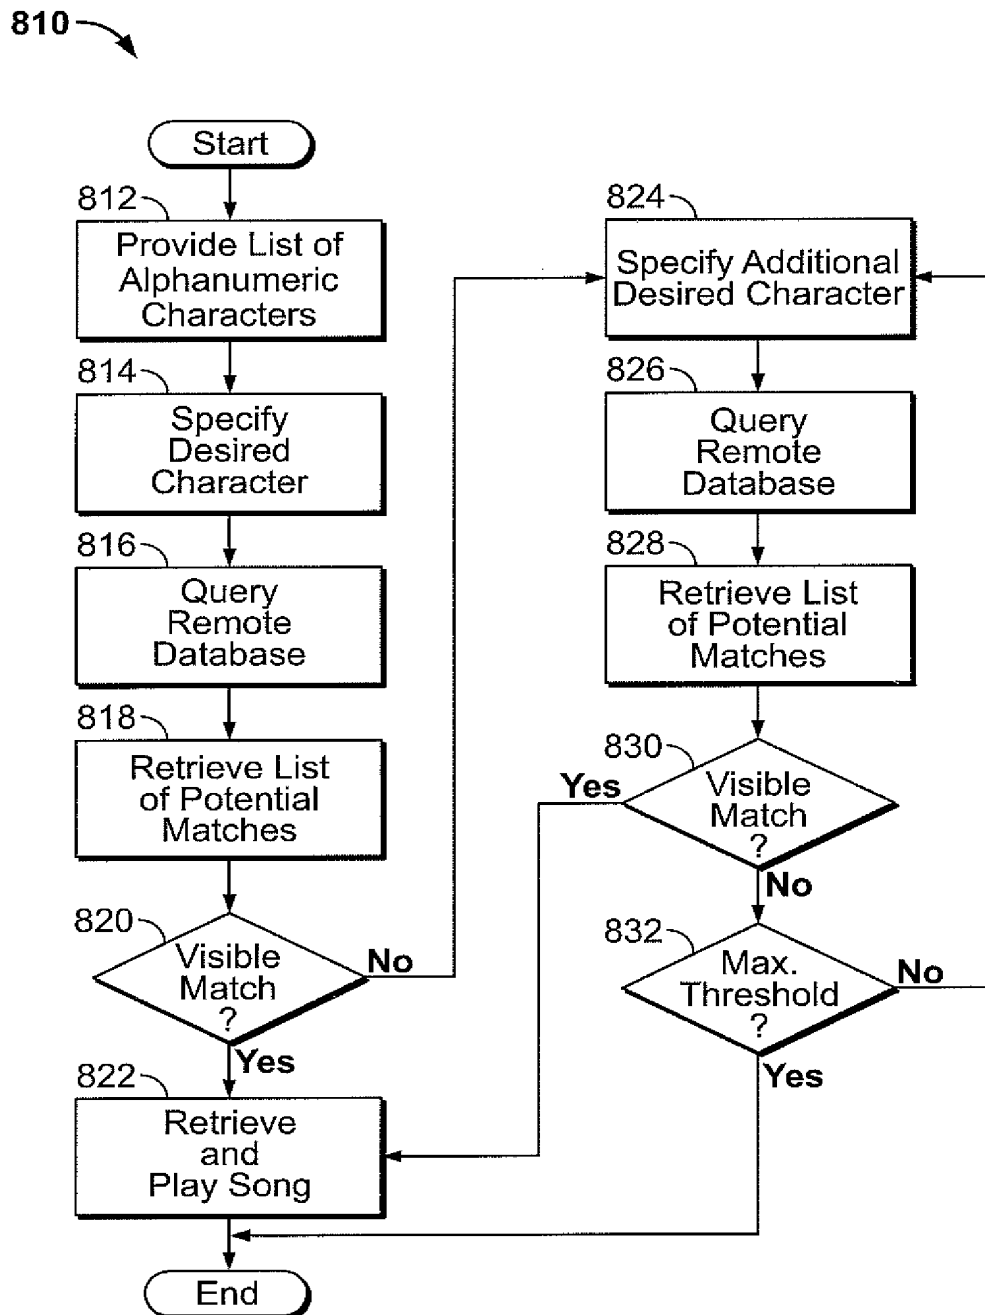 810
Start
812
Provide List of
Alphanumeric
Characters
814
Specify
Desired
Character
816
Query
Remote
Database
818
Retrieve List
of Potential
Matches
820
Visible
Match
?
No
Yes
822
Retrieve
and
Play Song
End
824
Specify Additional
Desired Character
826
Query
Remote
Database
828
Retrieve List
of Potential
Matches
830
Yes
Visible
Match
?
No
832
Max.
Threshold
?
No
Yes